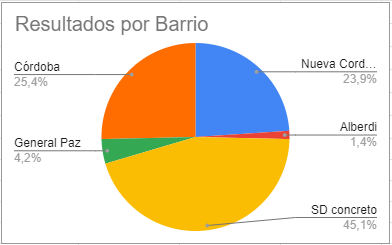 Resultados por Barrio
Córdoba
25,4%
Nueva Cord...
23,9%
Alberdi
1,4%
General Paz
4,2%
SD concreto
45,1%